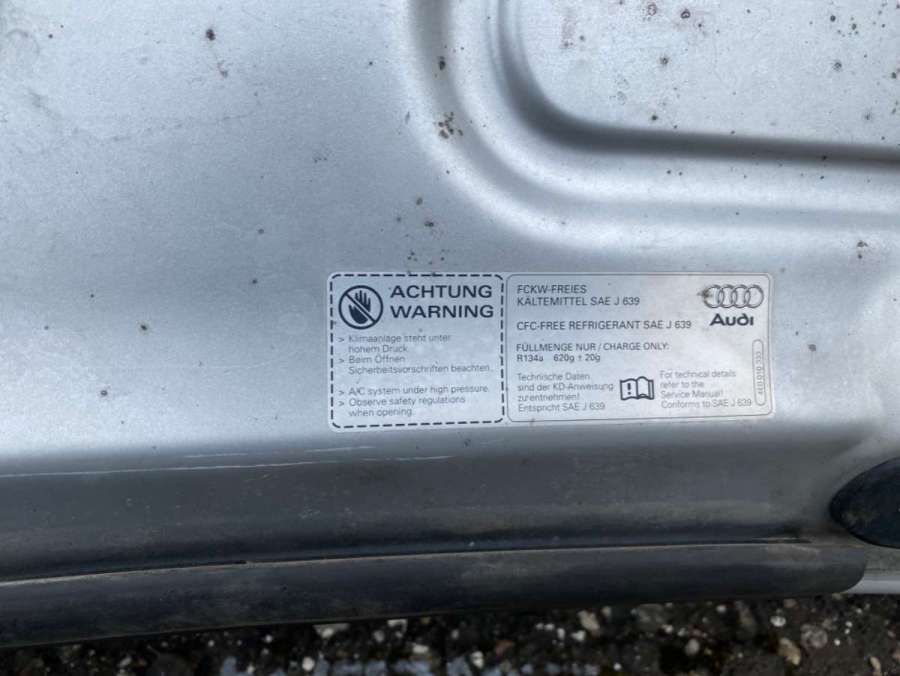 ACHTUNG
WARNING
> Klimaanlage steht unter
hohem Druck.
> Beim Öffnen
Sicherheitsvorschriften beachten.
> A/C system under high pressure.
> Observe safety regulations
when opening.
FCKW-FREIES
KÄLTEMITTEL SAE J 639
CFC-FREE REFRIGERANT SAE J 639
FÜLLMENGE NUR / CHARGE ONLY:
R134a 620g ± 20g
Technische Daten
sind der KD-Anweisung
zu entnehmen!
Entspricht SAE J 639
Audi
For technical details
refer to the
Service Manual!
Conforms to SAE J 639